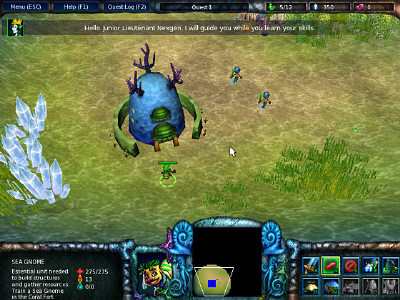 Menu (ESC) Help (F1) Quest Log (F2) Quest 1 5/12 350 1
Hello Junior Lieutenant Nexgen. I will guide you while you learn your skills.
SEA GNOME
Essential unit needed
to build structures
and gather resources.
Train a Sea Gnome
in the Coral Fort.
275/275
13
0/0